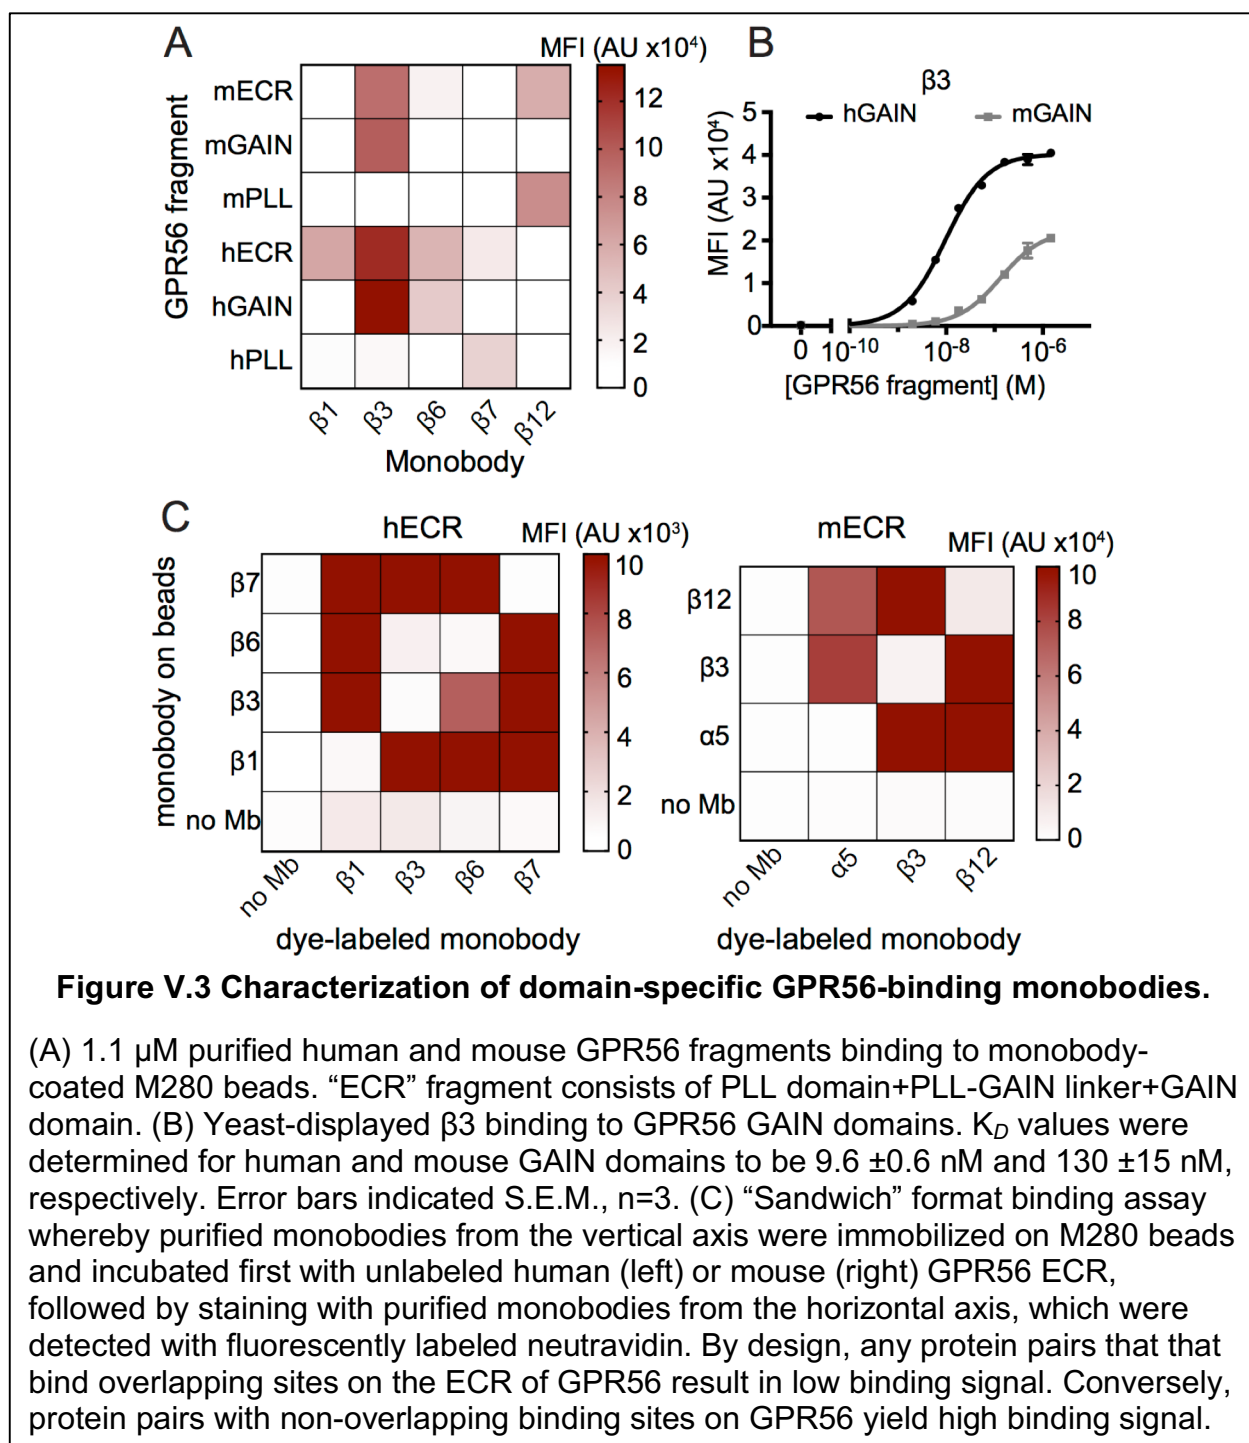 A
MFI (AU x10⁴)
GPR56 fragment
mECR
mGAIN
mPLL
hECR
hGAIN
hPLL
12
10
8
6
4
2
0
β1 β3 β6 β7 β12
Monobody
B
β3
hGAIN mGAIN
MFI (AU x10⁴)
5
4
3
2
1
0
0 10⁻¹⁰ 10⁻⁸ 10⁻⁶
[GPR56 fragment] (M)
C
hECR
MFI (AU x10³)
monobody on beads
β7
β6
β3
β1
no Mb
10
8
6
4
2
0
no Mb β1 β3 β6 β7
dye-labeled monobody
mECR
MFI (AU x10⁴)
β12
β3
α5
no Mb
10
8
6
4
2
0
no Mb α5 β3 β12
dye-labeled monobody
Figure V.3 Characterization of domain-specific GPR56-binding monobodies.
(A) 1.1 µM purified human and mouse GPR56 fragments binding to monobody-
coated M280 beads. “ECR” fragment consists of PLL domain+PLL-GAIN linker+GAIN
domain. (B) Yeast-displayed β3 binding to GPR56 GAIN domains. K_D values were
determined for human and mouse GAIN domains to be 9.6 ±0.6 nM and 130 ±15 nM,
respectively. Error bars indicated S.E.M., n=3. (C) “Sandwich” format binding assay
whereby purified monobodies from the vertical axis were immobilized on M280 beads
and incubated first with unlabeled human (left) or mouse (right) GPR56 ECR,
followed by staining with purified monobodies from the horizontal axis, which were
detected with fluorescently labeled neutravidin. By design, any protein pairs that that
bind overlapping sites on the ECR of GPR56 result in low binding signal. Conversely,
protein pairs with non-overlapping binding sites on GPR56 yield high binding signal.